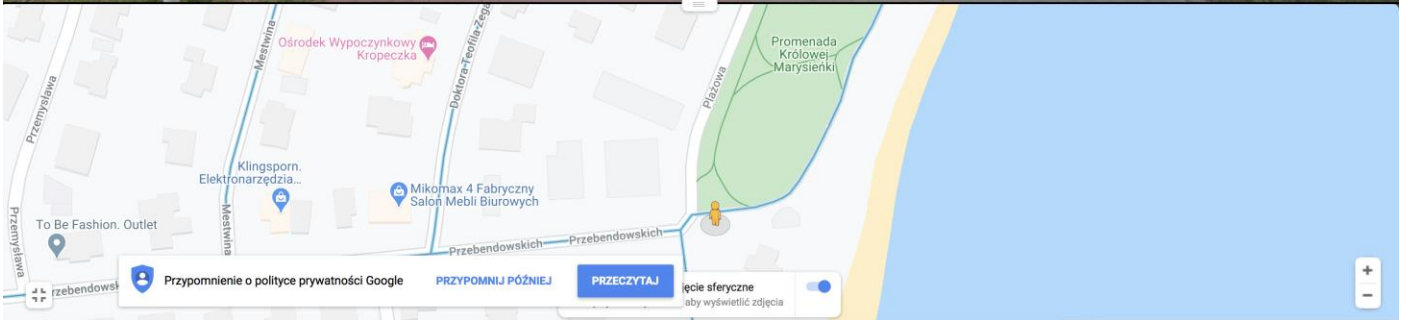 Ośrodek Wypoczynkowy
Kropeczka
Mestwina
Doktora-Teofila-Zega
Promenada
Królowej
Marysieńki
Plażowa
Przemysława
Klingsporn.
Elektronarzędzia...
Mikomax 4 Fabryczny
Salon Mebli Biurowych
To Be Fashion. Outlet
Przemysława
Mestwina
Przebendowskich
Przebendowskich
rzebendowsk
Przypomnienie o polityce prywatności Google
PRZYPOMNIJ PÓŹNIEJ
PRZECZYTAJ
ęcie sferyczne
aby wyświetlić zdjęcia
+
−